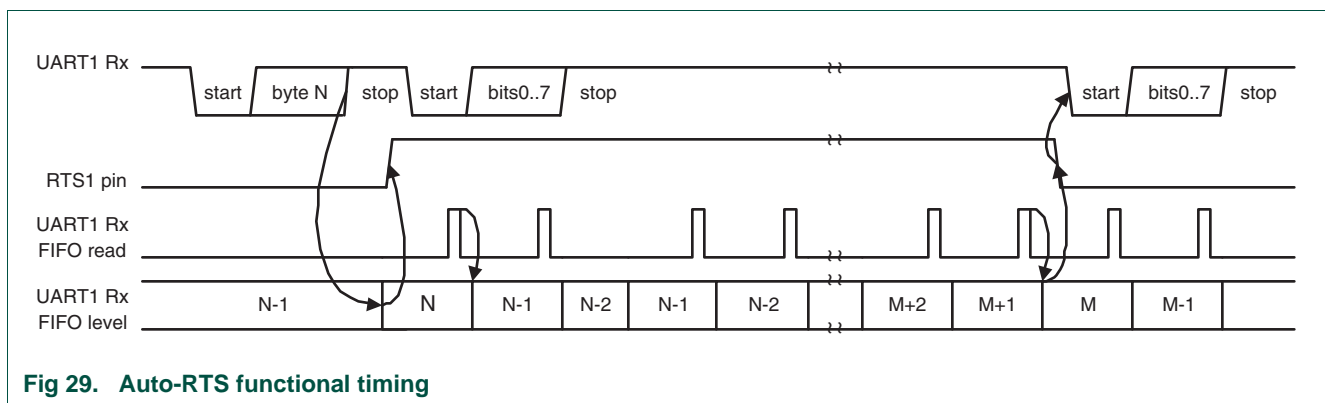 UART1 Rx
start byte N stop start bits0..7 stop start bits0..7 stop
RTS1 pin
UART1 Rx
FIFO read
UART1 Rx
FIFO level
N-1 N N-1 N-2 N-1 N-2 M+2 M+1 M M-1
Fig 29. Auto-RTS functional timing